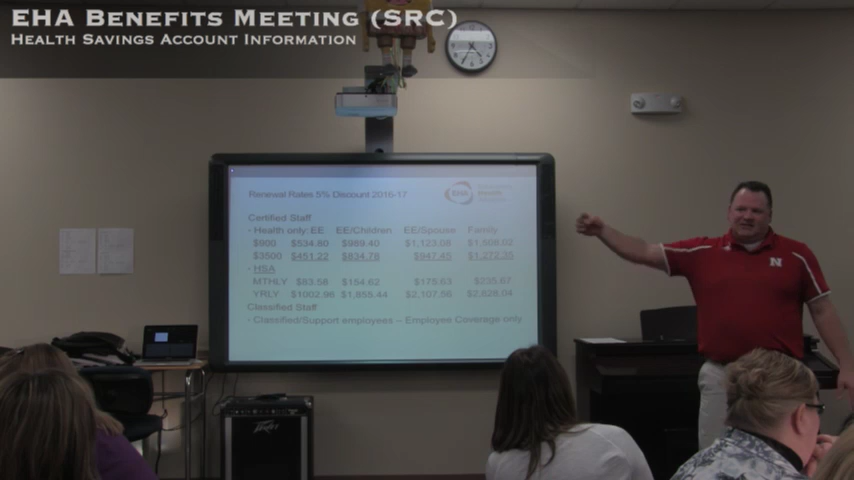 EHA Benefits Meeting (SRC)
Health Savings Account Information
Renewal Rates 5% Discount 2016-17
EHA
Health
Certified Staff
- Health only: EE EE/Children EE/Spouse Family
$900 $534.80 $989.40 $1,123.08 $1,508.02
$3500 $451.22 $834.78 $947.45 $1,272.35
- HSA
MTHLY $83.58 $154.62 $175.63 $235.67
YRLY $1002.96 $1,855.44 $2,107.56 $2,828.04
Classified Staff
- Classified/Support employees – Employee Coverage only
N
PEAVEY